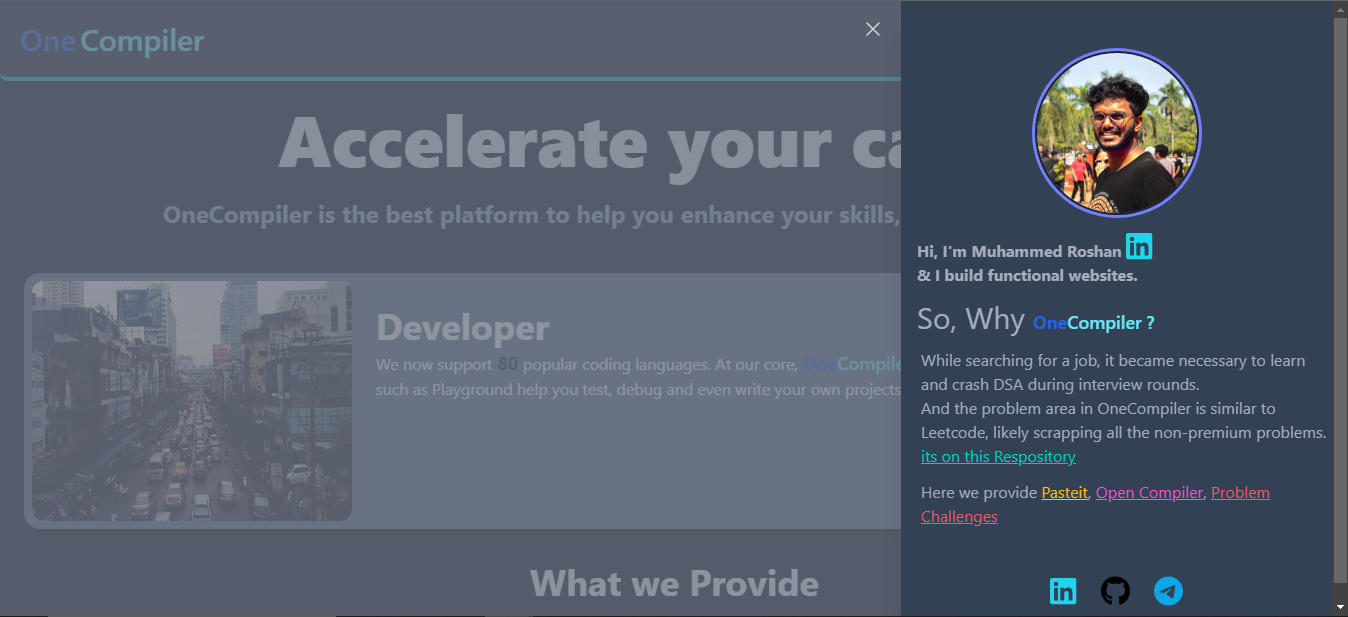 OneCompiler
Accelerate your ca
OneCompiler is the best platform to help you enhance your skills,
Developer
We now support 80 popular coding languages. At our core, OneCompile
such as Playground help you test, debug and even write your own projects
What we Provide
Hi, I'm Muhammed Roshan in
& I build functional websites.
So, Why OneCompiler ?
While searching for a job, it became necessary to learn
and crash DSA during interview rounds.
And the problem area in OneCompiler is similar to
Leetcode, likely scrapping all the non-premium problems.
its on this Respository
Here we provide Pasteit, Open Compiler, Problem
Challenges
in